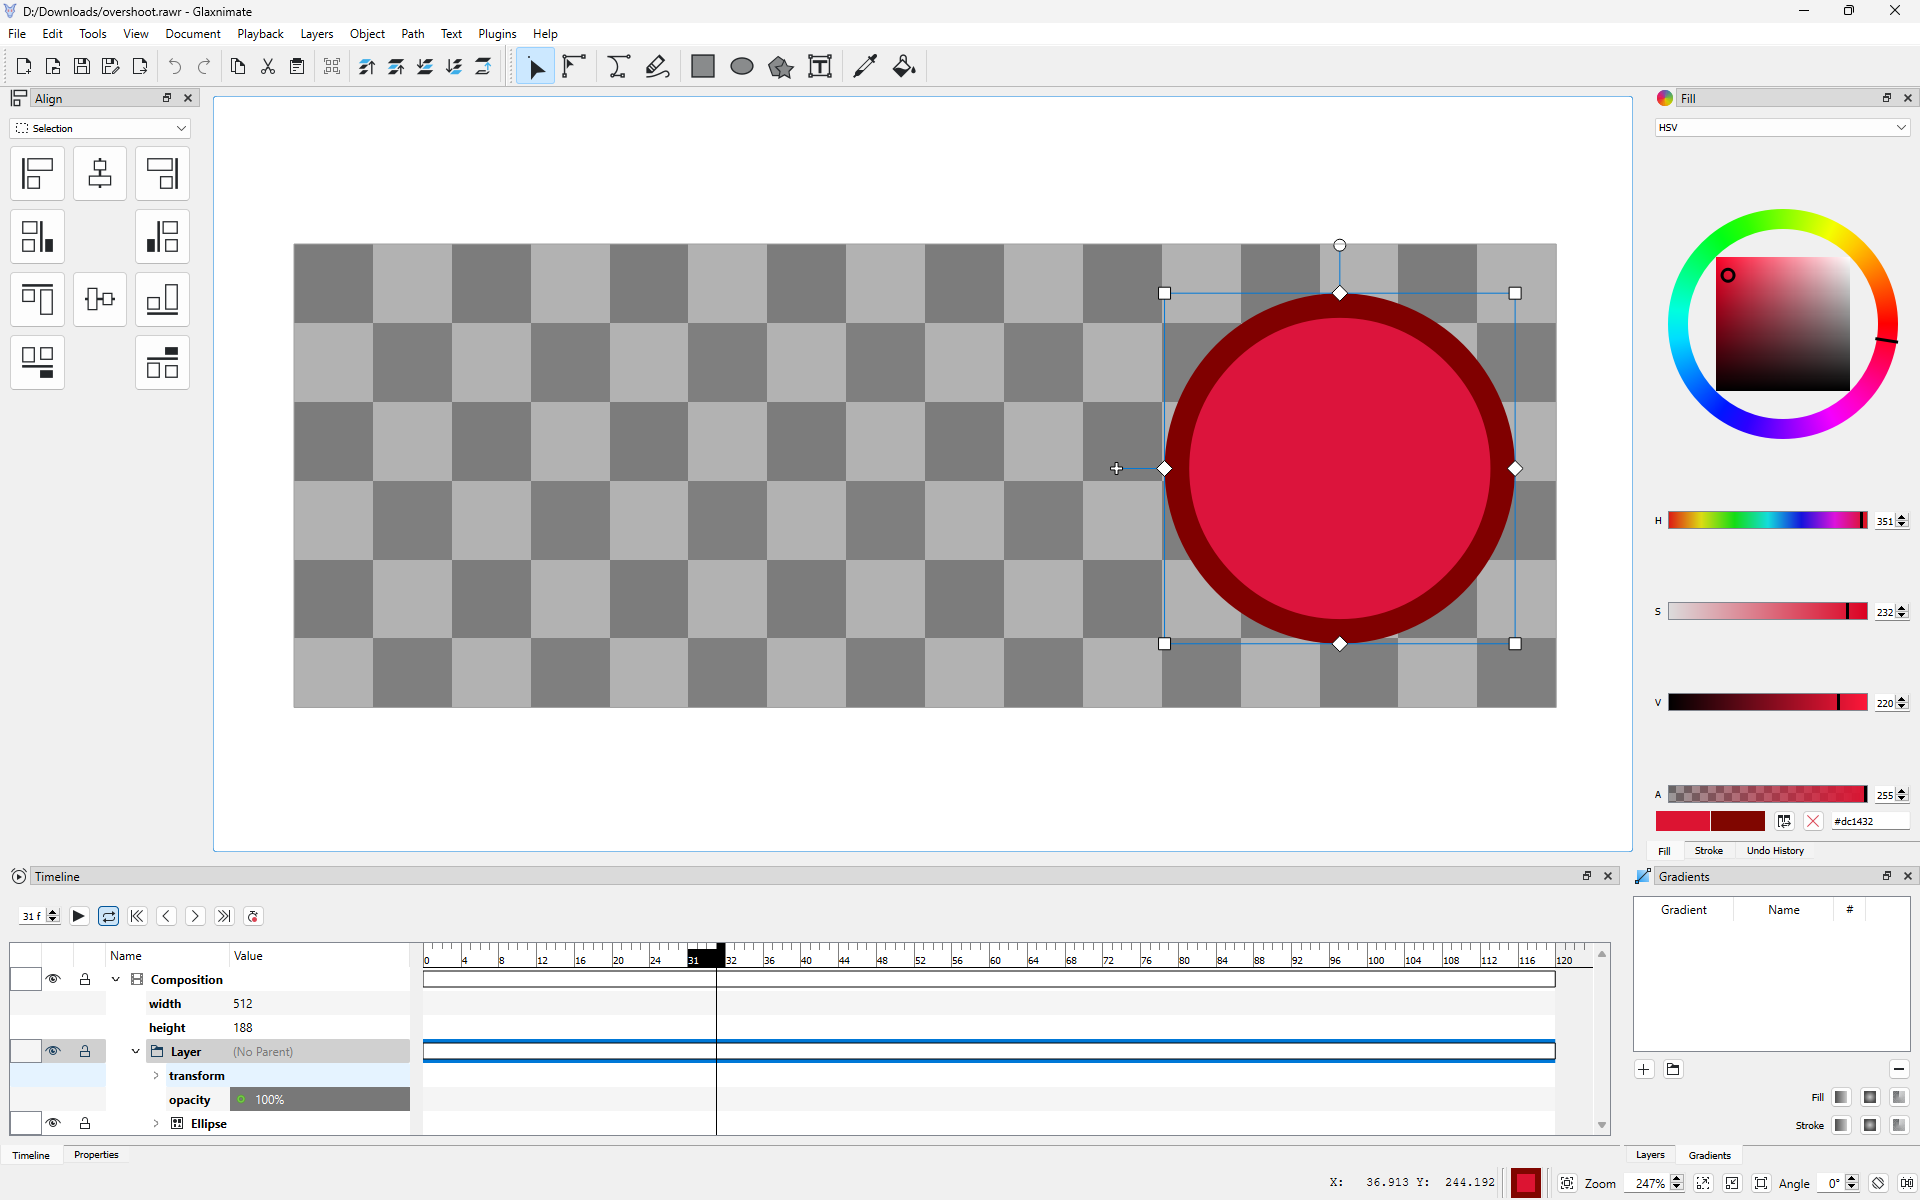 D:/Downloads/overshoot.rawr - Glaxnimate
File Edit Tools View Document Playback Layers Object Path Text Plugins Help
Align
Selection
Fill
HSV
H 351
S 232
V 220
A 255
#dc1432
Fill Stroke Undo History
Timeline
31 f
Name Value
0 4 8 12 16 20 24 31 32 36 40 44 48 52 56 60 64 68 72 76 80 84 88 92 96 100 104 108 112 116 120
Composition
width 512
height 188
Layer (No Parent)
transform
opacity 100%
Ellipse
Timeline Properties
Gradients
Gradient Name #
Fill
Stroke
Layers Gradients
X: 36.913 Y: 244.192
Zoom 247%
Angle 0°